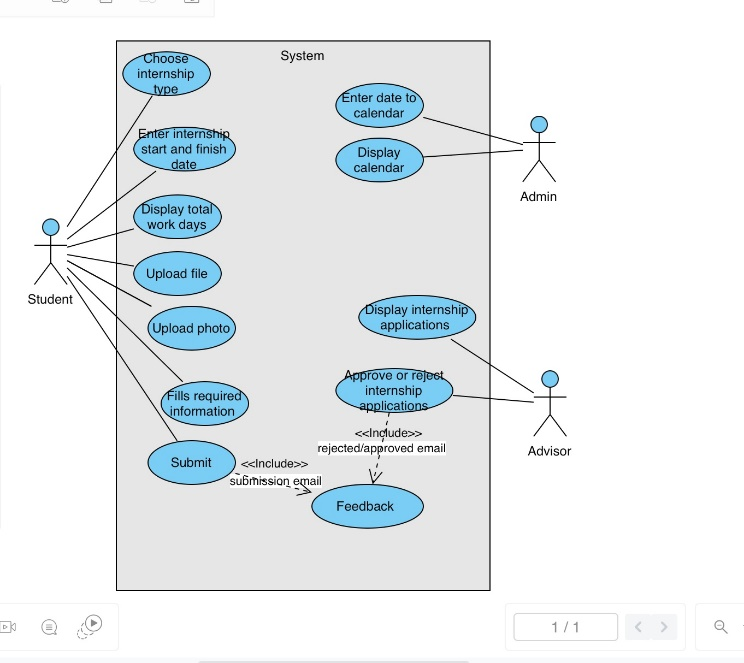 System
Choose
internship
type
Enter internship
start and finish
date
Display total
work days
Upload file
Upload photo
Fills required
information
Submit
Student
Enter date to
calendar
Display
calendar
Admin
Display internship
applications
Approve or reject
internship
applications
Advisor
<<Include>>
rejected/approved email
<<Include>>
submission email
Feedback
1 / 1